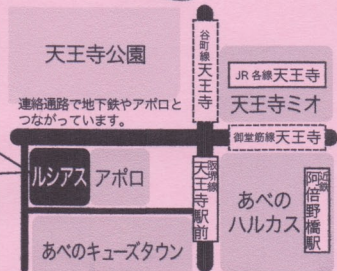 天王寺公園
谷町線天王寺
JR 各線天王寺
天王寺ミオ
連絡通路で地下鉄やアポロと
つながっています。
御堂筋線天王寺
ルシアス
アポロ
阪堺線
天王寺駅前
あべの
ハルカス
近鉄
阿倍野橋駅
あべのキューズタウン